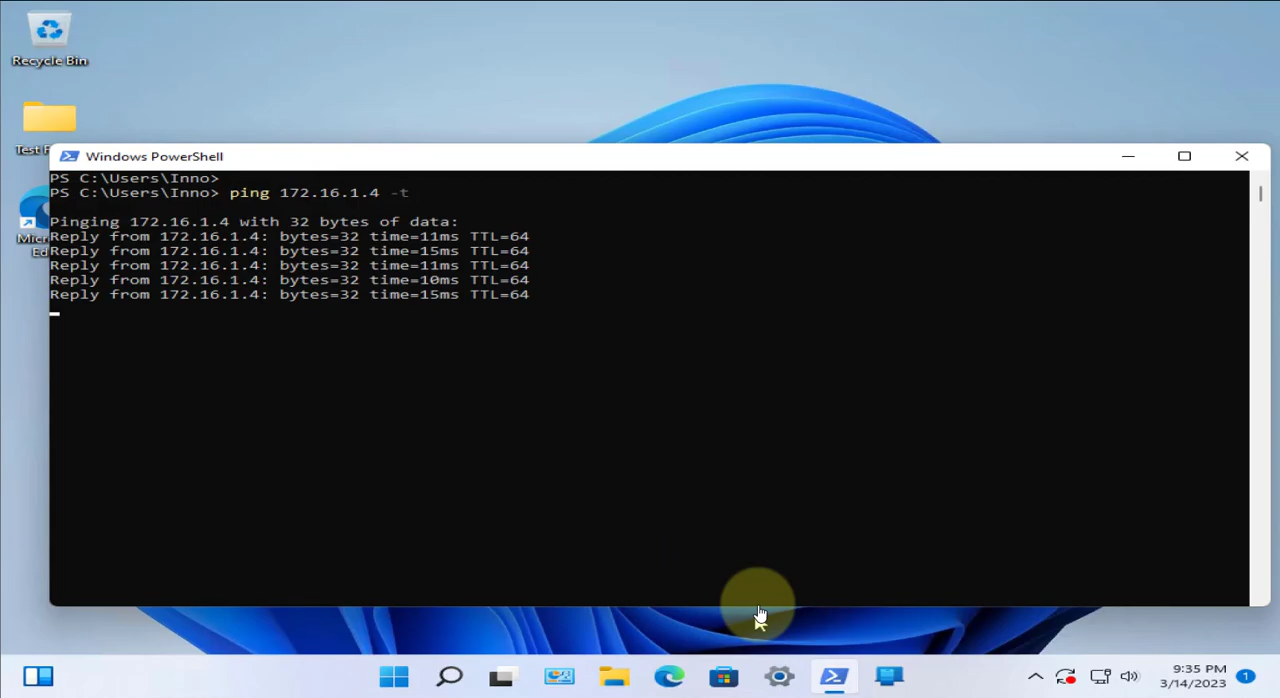 Recycle Bin
Test F
Windows PowerShell
PS C:\Users\Inno>
PS C:\Users\Inno> ping 172.16.1.4 -t
Pinging 172.16.1.4 with 32 bytes of data:
Reply from 172.16.1.4: bytes=32 time=11ms TTL=64
Reply from 172.16.1.4: bytes=32 time=15ms TTL=64
Reply from 172.16.1.4: bytes=32 time=11ms TTL=64
Reply from 172.16.1.4: bytes=32 time=10ms TTL=64
Reply from 172.16.1.4: bytes=32 time=15ms TTL=64
Micr
Ed
9:35 PM
3/14/2023
1